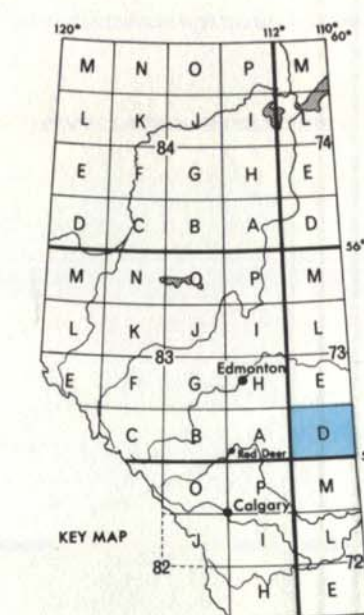 120° 112° 110° 60°
M N O P M
L K J I L
84 74
E F G H E
D C B A D
56°
M N O P M
L K J I L
83 73
Edmonton
E F G H E
C B A D
Red Deer
O P M
Calgary
KEY MAP J I L
82 72
H E